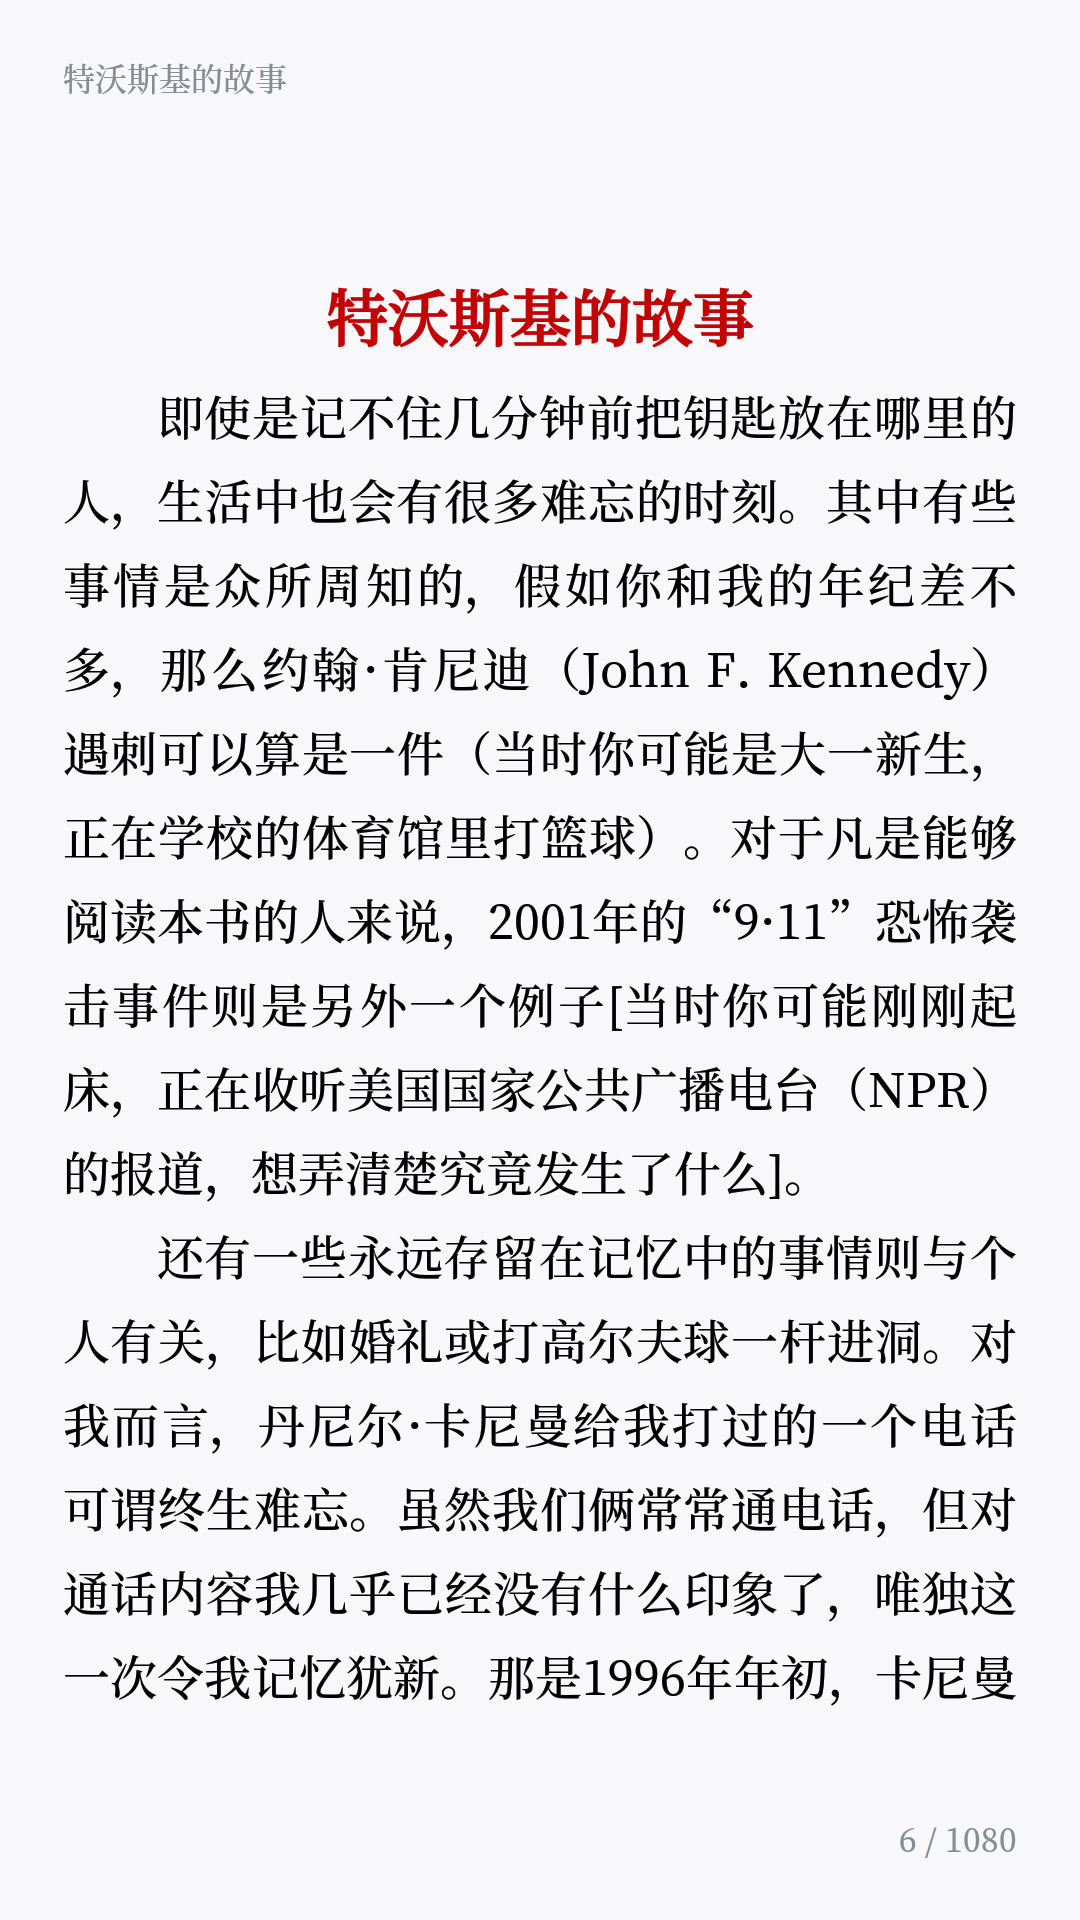 特沃斯基的故事
特沃斯基的故事
即使是记不住几分钟前把钥匙放在哪里的
人，生活中也会有很多难忘的时刻。其中有些
事情是众所周知的，假如你和我的年纪差不
多，那么约翰·肯尼迪（John F. Kennedy）
遇刺可以算是一件（当时你可能是大一新生，
正在学校的体育馆里打篮球）。对于凡是能够
阅读本书的人来说，2001年的“9·11”恐怖袭
击事件则是另外一个例子[当时你可能刚刚起
床，正在收听美国国家公共广播电台（NPR）
的报道，想弄清楚究竟发生了什么]。
还有一些永远存留在记忆中的事情则与个
人有关，比如婚礼或打高尔夫球一杆进洞。对
我而言，丹尼尔·卡尼曼给我打过的一个电话
可谓终生难忘。虽然我们俩常常通电话，但对
通话内容我几乎已经没有什么印象了，唯独这
一次令我记忆犹新。那是1996年年初，卡尼曼
6 / 1080